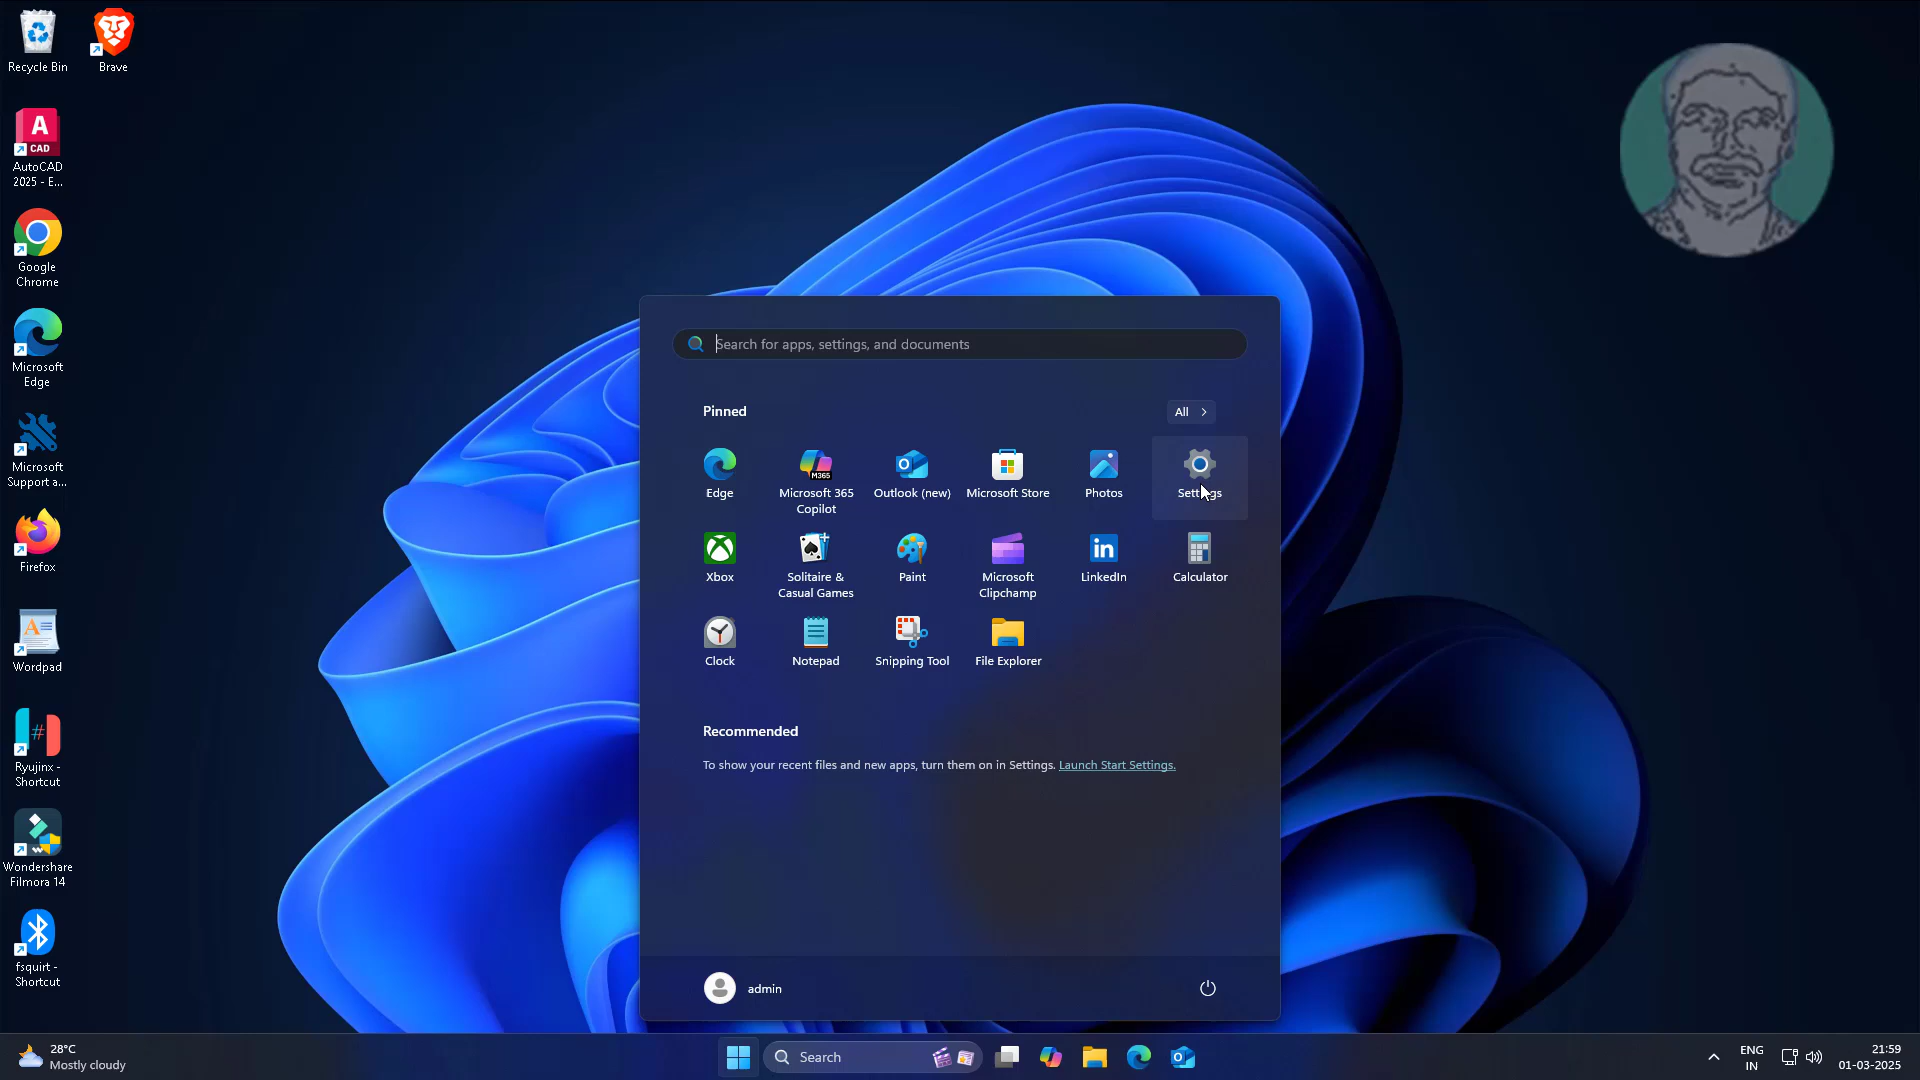 Recycle Bin
Brave
A
CAD
AutoCAD
2025 - E...
Google
Chrome
Microsoft
Edge
Microsoft
Support a...
Firefox
Wordpad
Ryujinx -
Shortcut
Wondershare
Filmora 14
fsquirt -
Shortcut
Search for apps, settings, and documents
Pinned
All
Edge
M365
Microsoft 365
Copilot
Outlook (new)
Microsoft Store
Photos
Settings
Xbox
Solitaire &
Casual Games
Paint
Microsoft
Clipchamp
in
LinkedIn
Calculator
Clock
Notepad
Snipping Tool
File Explorer
Recommended
To show your recent files and new apps, turn them on in Settings. Launch Start Settings.
admin
28°C
Mostly cloudy
Search
ENG
IN
21:59
01-03-2025